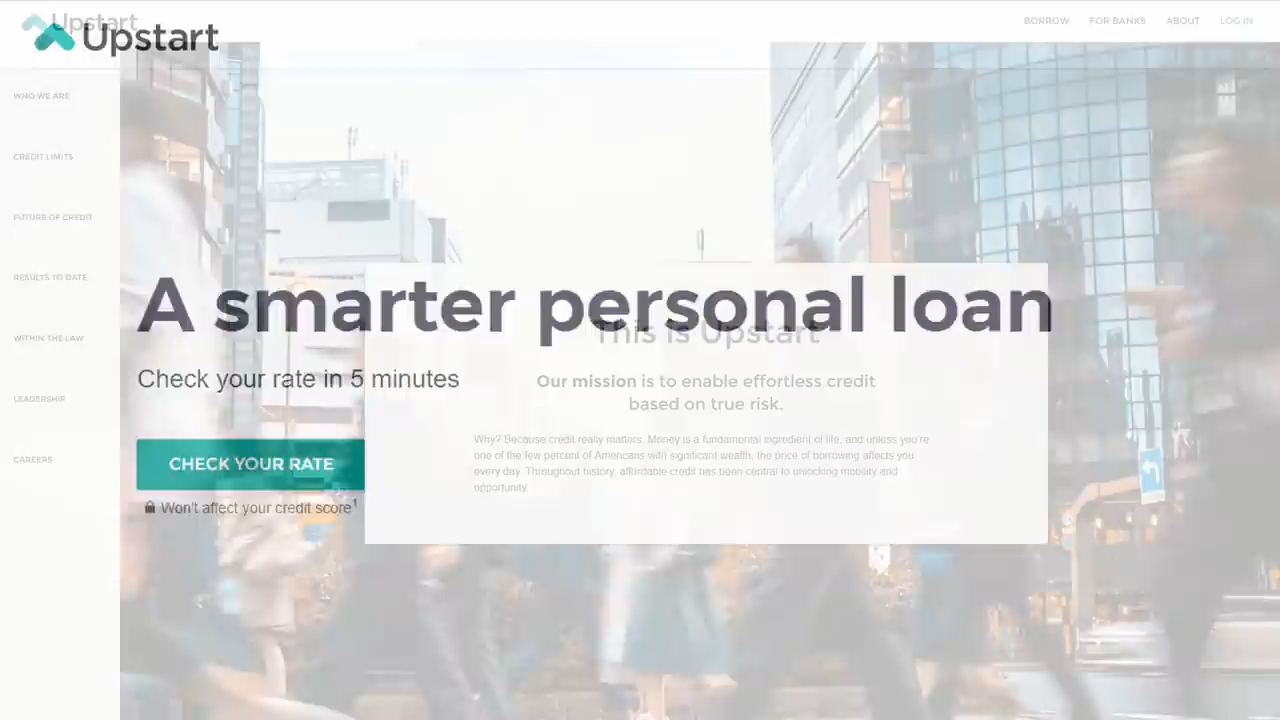 Upstart
Upstart
BORROW
FOR BANKS
ABOUT
LOG IN
WHO WE ARE
CREDIT LIMITS
FUTURE OF CREDIT
RESULTS TO DATE
WITHIN THE LAW
LEADERSHIP
CAREERS
A smarter personal loan
Check your rate in 5 minutes
CHECK YOUR RATE
Won't affect your credit score¹
This is Upstart
Our mission is to enable effortless credit
based on true risk.
Why? Because credit really matters. Money is a fundamental ingredient of life, and unless you're
one of the few percent of Americans with significant wealth, the price of borrowing affects you
every day. Throughout history, affordable credit has been central to unlocking mobility and
opportunity.